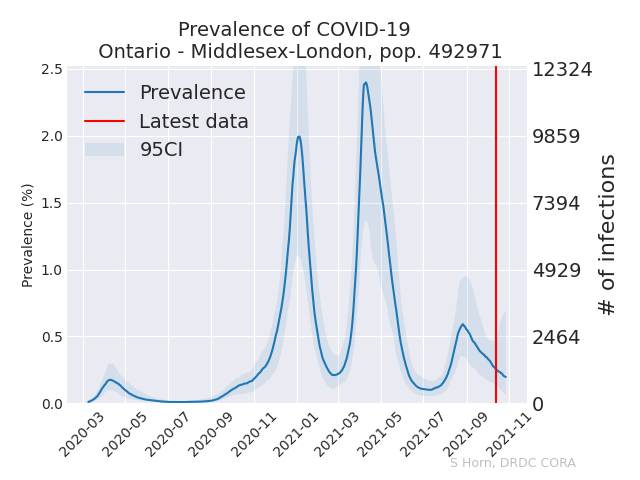 Prevalence of COVID-19
Ontario - Middlesex-London, pop. 492971
Prevalence
Latest data
95CI
Prevalence (%)
2.5
2.0
1.5
1.0
0.5
0.0
12324
9859
7394
4929
2464
0
# of infections
2020-03
2020-05
2020-07
2020-09
2020-11
2021-01
2021-03
2021-05
2021-07
2021-09
2021-11
S Horn, DRDC CORA